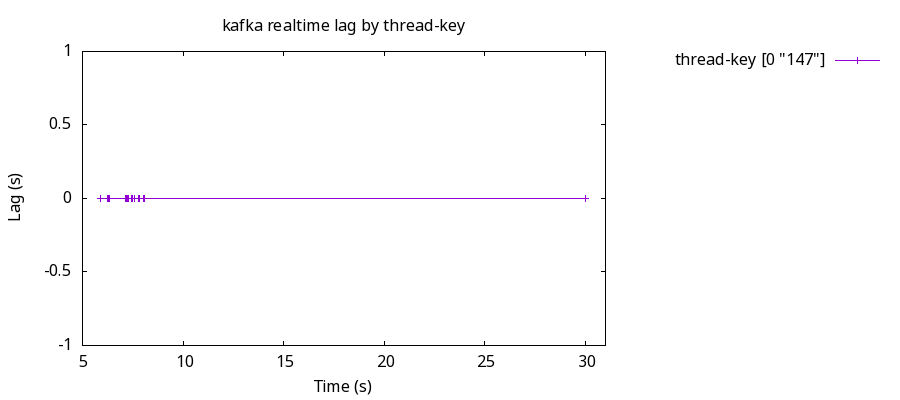 kafka realtime lag by thread-key
thread-key [0 "147"]
1
0.5
0
-0.5
-1
Lag (s)
5 10 15 20 25 30
Time (s)